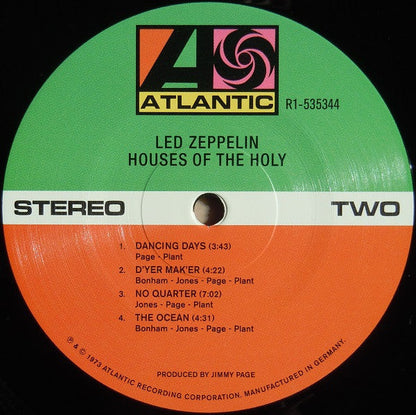 ATLANTIC
R1-535344
LED ZEPPELIN
HOUSES OF THE HOLY
STEREO
TWO
1. DANCING DAYS (3:43)
Page - Plant
2. D'YER MAK'ER (4:22)
Bonham - Jones - Page - Plant
3. NO QUARTER (7:02)
Jones - Page - Plant
4. THE OCEAN (4:31)
Bonham - Jones - Page - Plant
PRODUCED BY JIMMY PAGE
℗ & © 1973 ATLANTIC RECORDING CORPORATION. MANUFACTURED IN GERMANY.